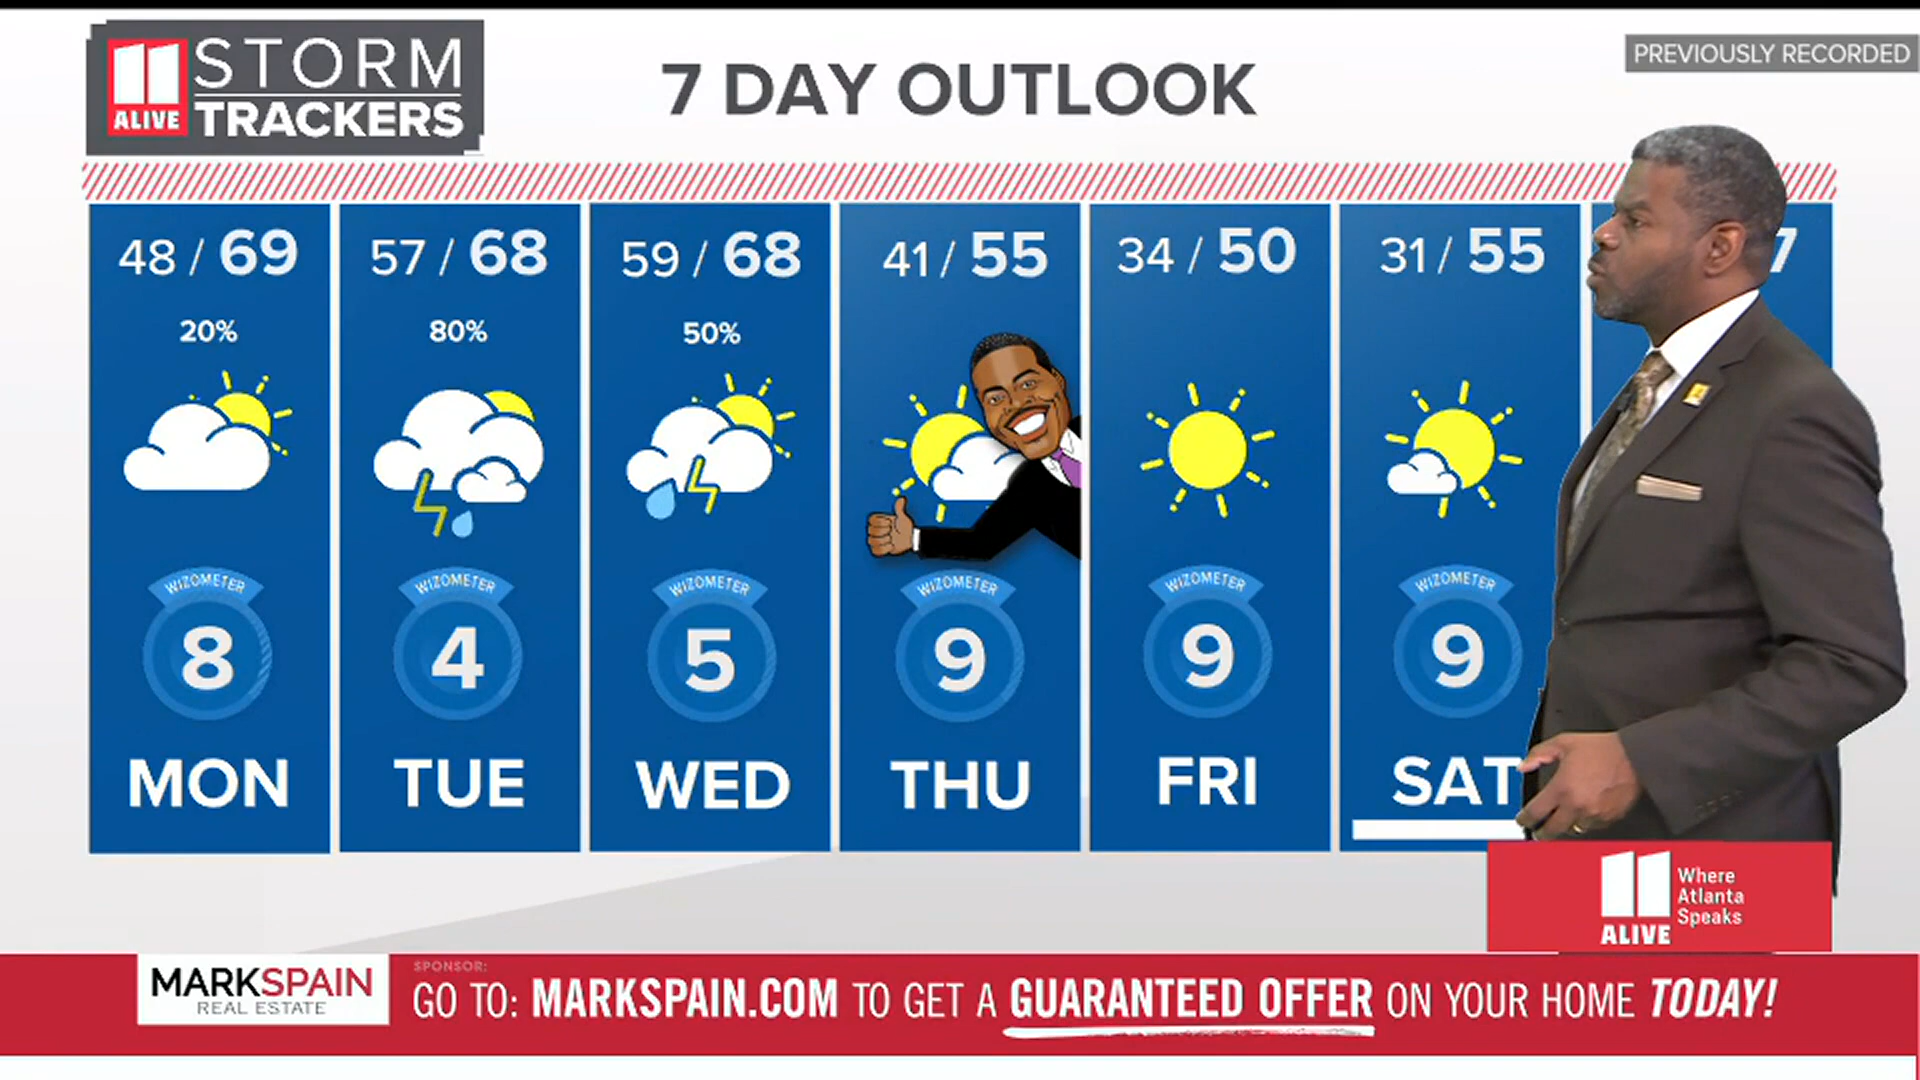 11 ALIVE
STORM
TRACKERS
7 DAY OUTLOOK
PREVIOUSLY RECORDED
48 / 69
57 / 68
59 / 68
41 / 55
34 / 50
31 / 55
7
20%
80%
50%
WIZOMETER
WIZOMETER
WIZOMETER
WIZOMETER
WIZOMETER
WIZOMETER
8
4
5
9
9
9
MON
TUE
WED
THU
FRI
SAT
11 ALIVE
Where
Atlanta
Speaks
MARKSPAIN
REAL ESTATE
SPONSOR:
GO TO: MARKSPAIN.COM TO GET A GUARANTEED OFFER ON YOUR HOME TODAY!